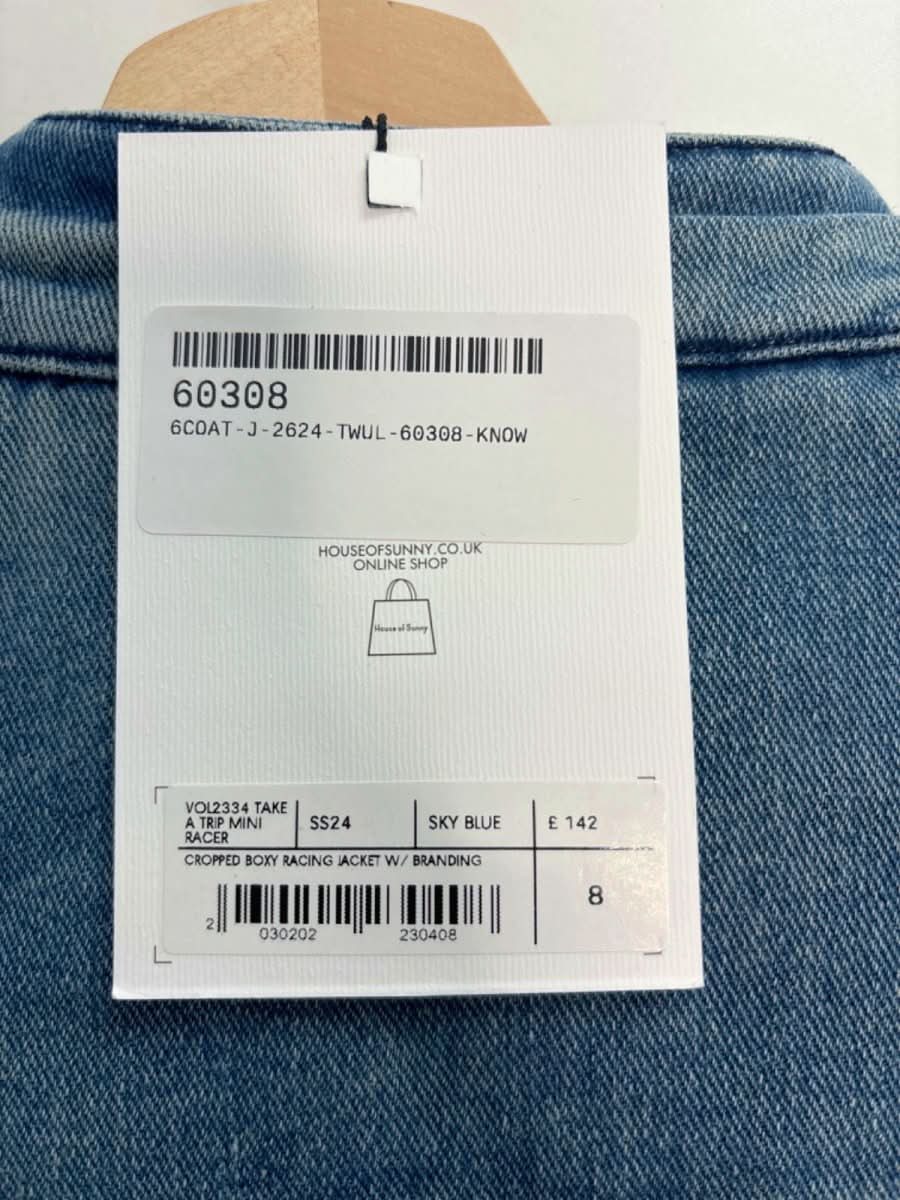 60308
6COAT-J-2624-TWUL-60308-KNOW
HOUSEOFSUNNY.CO.UK
ONLINE SHOP
House of Sunny
VOL2334 TAKE
A TRIP MINI
RACER
SS24
SKY BLUE
£ 142
CROPPED BOXY RACING JACKET W/ BRANDING
8
2 030202 230408